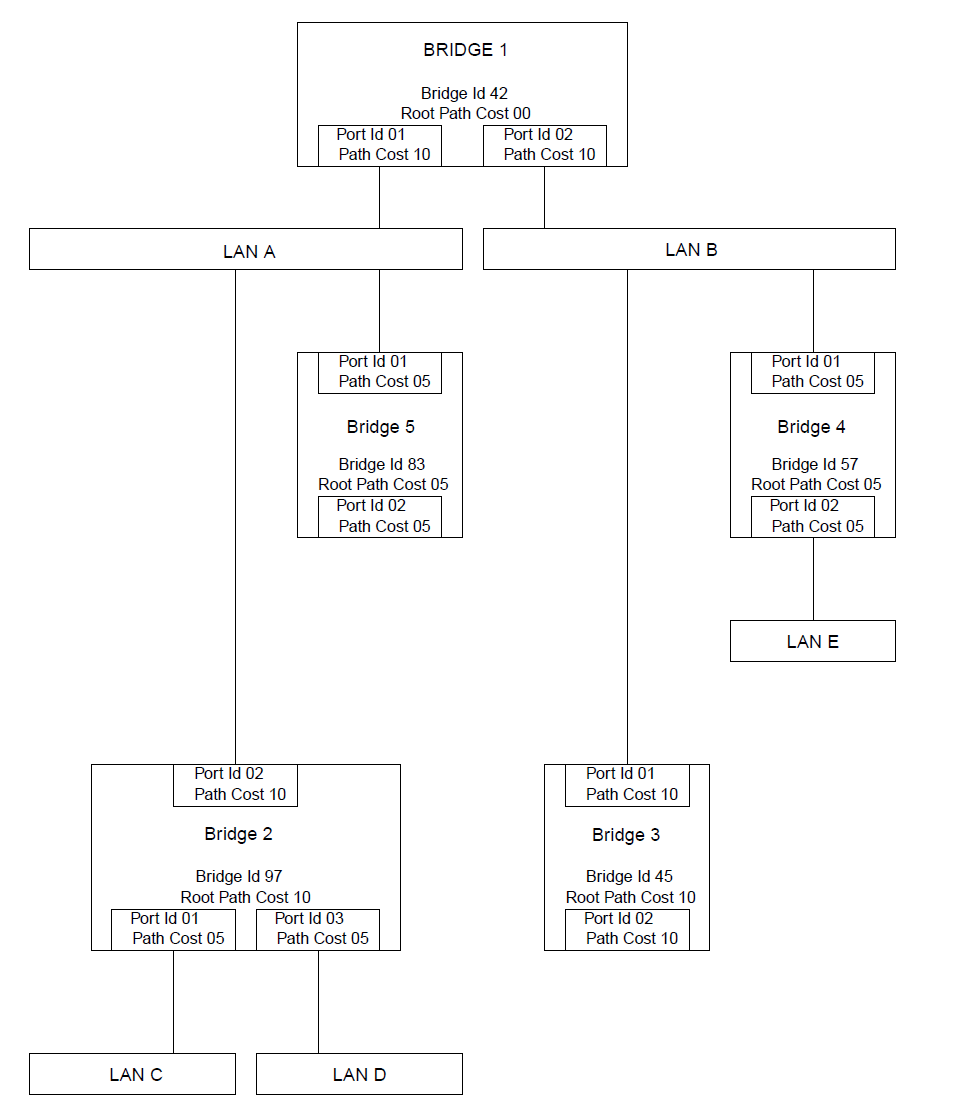 BRIDGE 1
Bridge Id 42
Root Path Cost 00
Port Id 01
Path Cost 10
Port Id 02
Path Cost 10
LAN A
LAN B
Port Id 01
Path Cost 05
Bridge 5
Bridge Id 83
Root Path Cost 05
Port Id 02
Path Cost 05
Port Id 01
Path Cost 05
Bridge 4
Bridge Id 57
Root Path Cost 05
Port Id 02
Path Cost 05
LAN E
Port Id 02
Path Cost 10
Bridge 2
Bridge Id 97
Root Path Cost 10
Port Id 01
Path Cost 05
Port Id 03
Path Cost 05
Port Id 01
Path Cost 10
Bridge 3
Bridge Id 45
Root Path Cost 10
Port Id 02
Path Cost 10
LAN C
LAN D